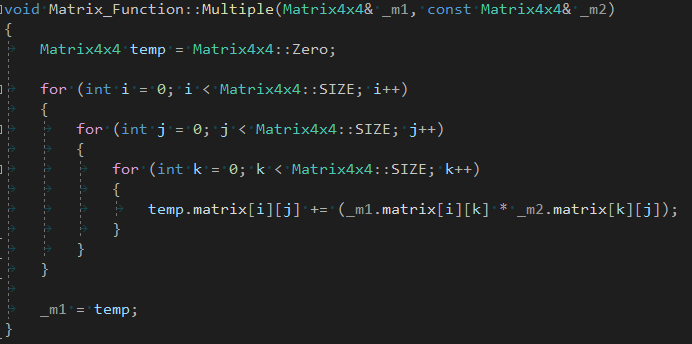 void Matrix_Function::Multiple(Matrix4x4& _m1, const Matrix4x4& _m2)
{
    Matrix4x4 temp = Matrix4x4::Zero;

    for (int i = 0; i < Matrix4x4::SIZE; i++)
    {
        for (int j = 0; j < Matrix4x4::SIZE; j++)
        {
            for (int k = 0; k < Matrix4x4::SIZE; k++)
            {
                temp.matrix[i][j] += (_m1.matrix[i][k] * _m2.matrix[k][j]);
            }
        }
    }

    _m1 = temp;
}